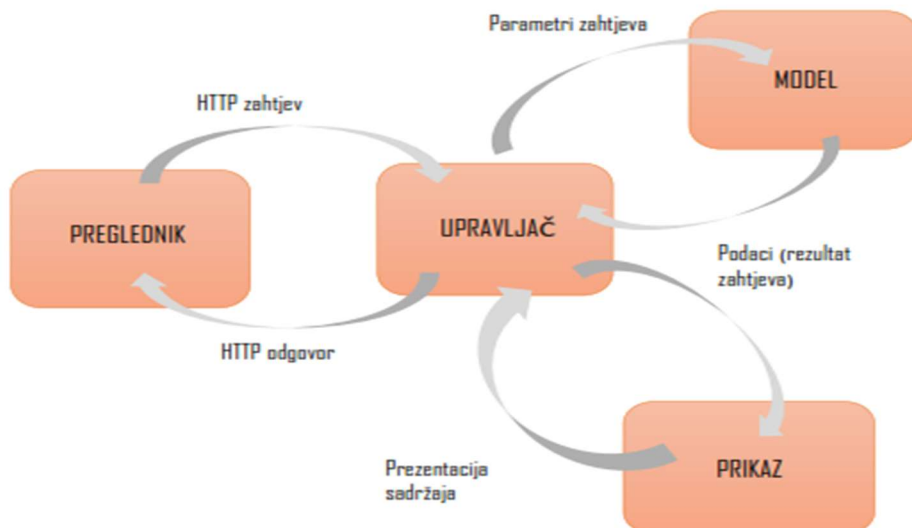 Parametri zahtjeva
MODEL
HTTP zahtjev
PREGLEDNIK
UPRAVLJAČ
Podaci (rezultat
zahtjeva)
HTTP odgovor
Prezentacija
sadržaja
PRIKAZ